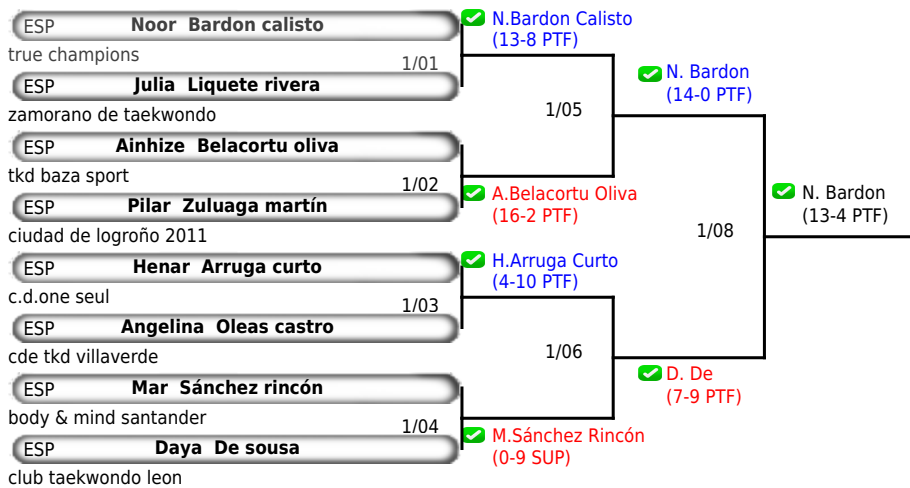 ESP Noor Bardon calisto
true champions
1/01
ESP Julia Liquete rivera
zamorano de taekwondo
ESP Ainhize Belacortu oliva
tkd baza sport
1/02
ESP Pilar Zuluaga martín
ciudad de logroño 2011
ESP Henar Arruga curto
c.d.one seul
1/03
ESP Angelina Oleas castro
cde tkd villaverde
ESP Mar Sánchez rincón
body & mind santander
1/04
ESP Daya De sousa
club taekwondo leon
N.Bardon Calisto
(13-8 PTF)
1/05
A.Belacortu Oliva
(16-2 PTF)
H.Arruga Curto
(4-10 PTF)
1/06
M.Sánchez Rincón
(0-9 SUP)
N. Bardon
(14-0 PTF)
1/08
D. De
(7-9 PTF)
N. Bardon
(13-4 PTF)